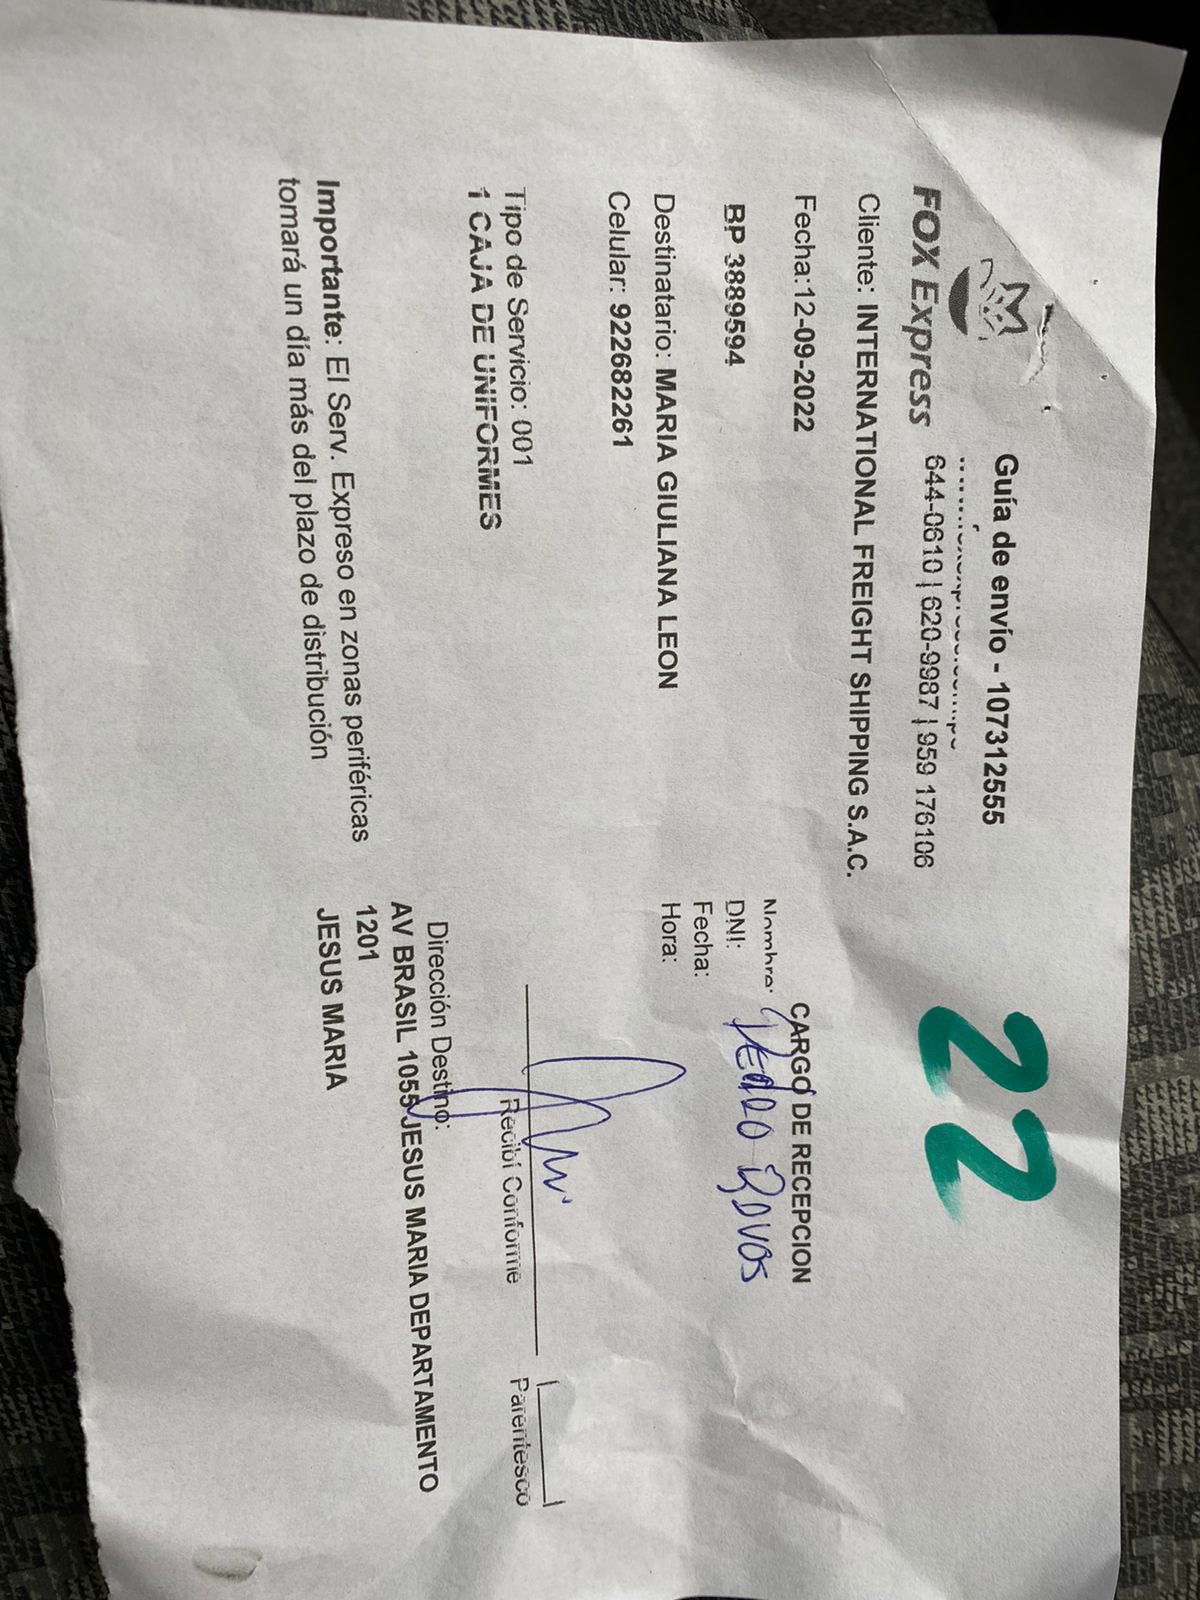 FOX Express
Guía de envío - 107312555
644-0610 | 620-9987 | 959 176106
Cliente: INTERNATIONAL FREIGHT SHIPPING S.A.C.
Fecha:12-09-2022
BP 3889594
Destinatario: MARIA GIULIANA LEON
Celular: 922682261
Tipo de Servicio: 001
1 CAJA DE UNIFORMES
Importante: El Serv. Expreso en zonas periféricas
tomará un día más del plazo de distribución
22
CARGO DE RECEPCION
Nombre:
DNI:
Fecha:
Hora:
Recibí Conforme
Parentesco
Dirección Destino:
AV BRASIL 1055 JESUS MARIA DEPARTAMENTO
1201
JESUS MARIA